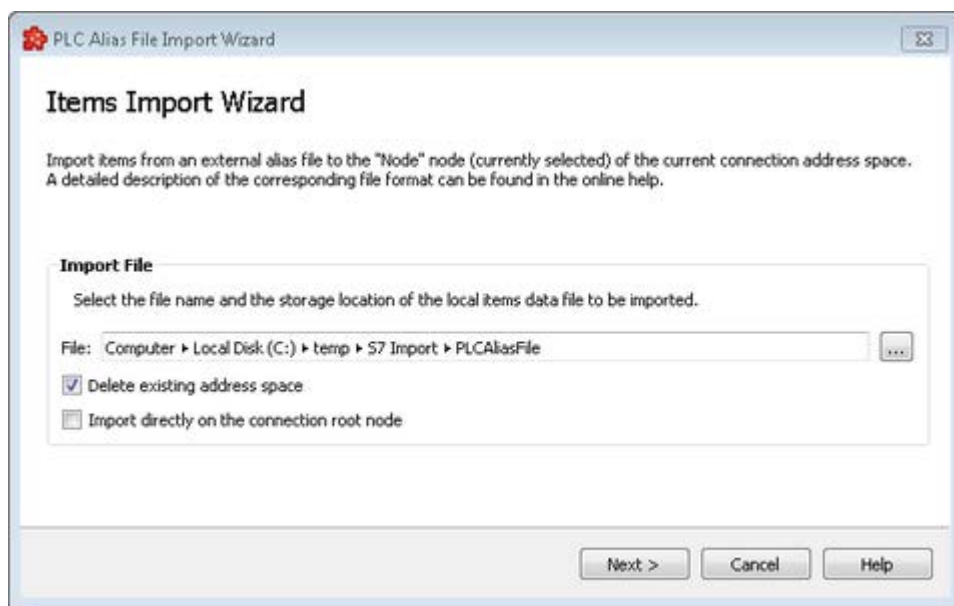 PLC Alias File Import Wizard
Items Import Wizard
Import items from an external alias file to the "Node" node (currently selected) of the current connection address space.
A detailed description of the corresponding file format can be found in the online help.
Import File
Select the file name and the storage location of the local items data file to be imported.
File: Computer ▸ Local Disk (C:) ▸ temp ▸ S7 Import ▸ PLCAliasFile ...
Delete existing address space
Import directly on the connection root node
Next > Cancel Help